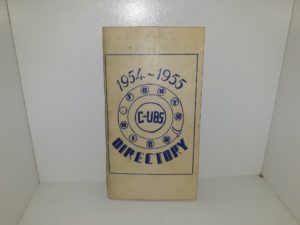 1954 ~ 1955
C-UBS
DIRECTORY